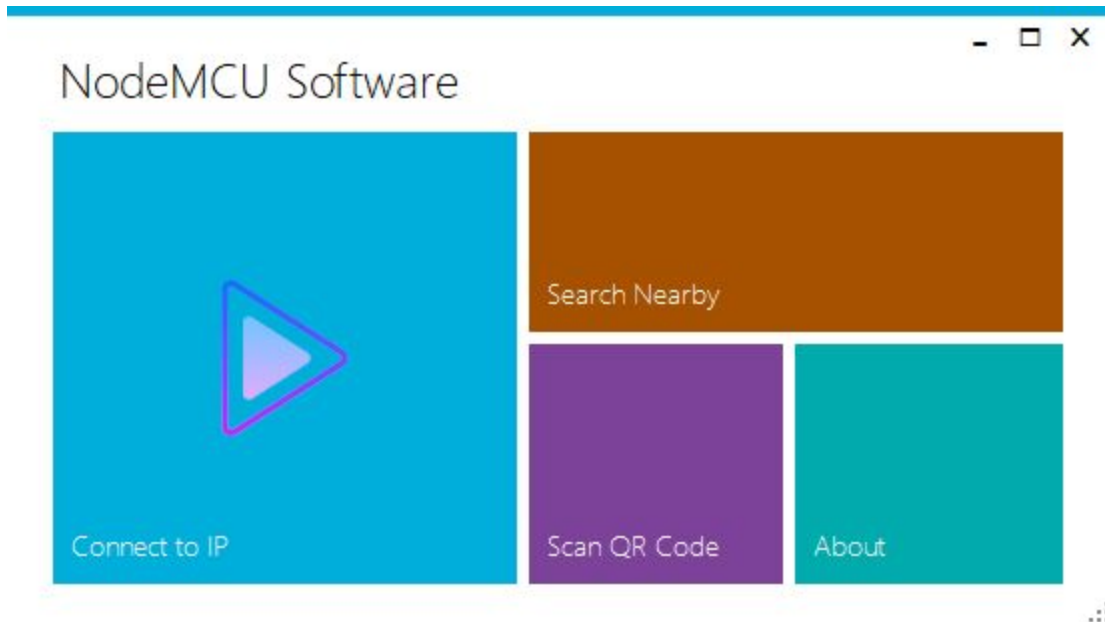 NodeMCU Software
Search Nearby
Connect to IP
Scan QR Code
About